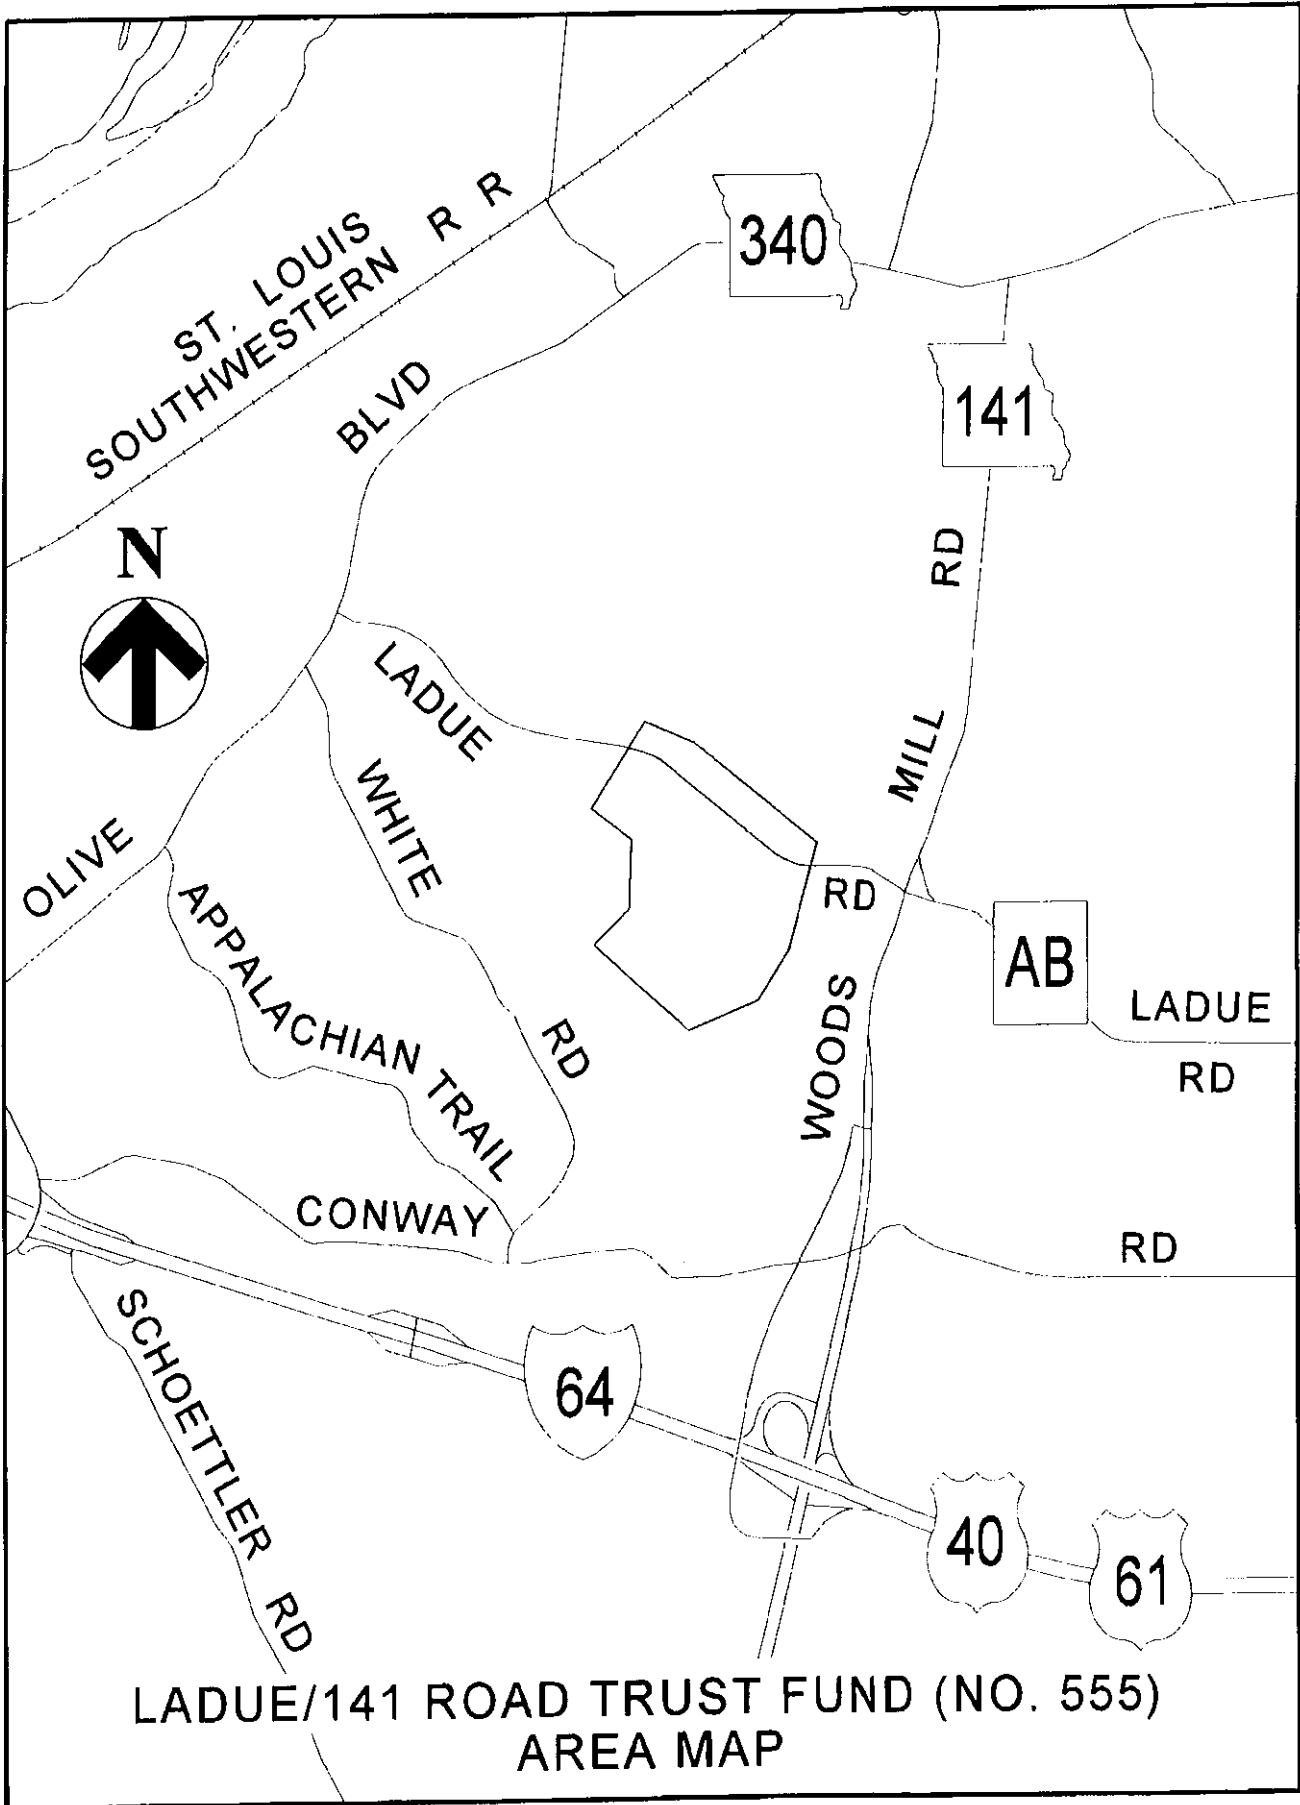 ST. LOUIS
SOUTHWESTERN R R
340
BLVD
141
N
RD
LADUE
MILL
WHITE
OLIVE
RD
APPALACHIAN TRAIL
AB
LADUE
RD
WOODS
RD
CONWAY
RD
SCHOETTLER RD
64
40
61
LADUE/141 ROAD TRUST FUND (NO. 555)
AREA MAP